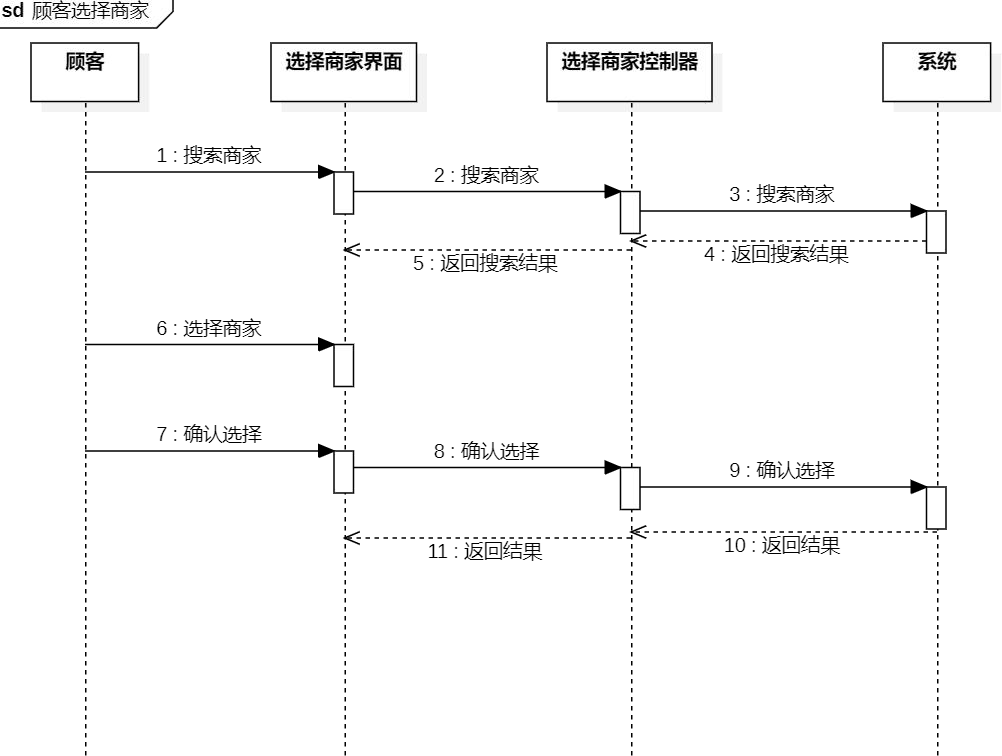 sd 顾客选择商家
顾客
选择商家界面
选择商家控制器
系统
1 : 搜索商家
2 : 搜索商家
3 : 搜索商家
4 : 返回搜索结果
5 : 返回搜索结果
6 : 选择商家
7 : 确认选择
8 : 确认选择
9 : 确认选择
10 : 返回结果
11 : 返回结果